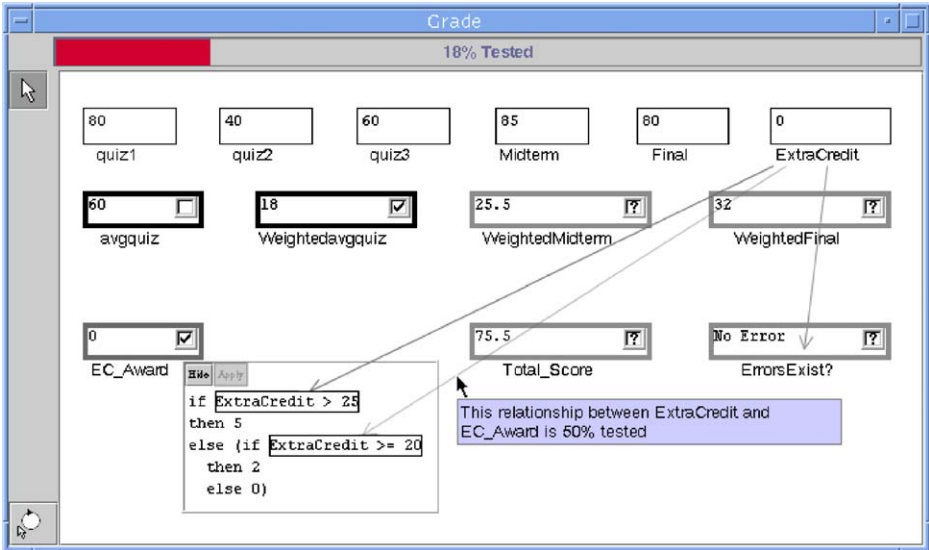 Grade
18% Tested
80 40 60 85 80 0
quiz1 quiz2 quiz3 Midterm Final ExtraCredit
60 18 25.5 ? 32 ?
avgquiz Weightedavgquiz WeightedMidterm WeightedFinal
0 75.5 ? No Error ?
EC_Award Total_Score ErrorsExist?
Hide Apply
if ExtraCredit > 25
then 5
else (if ExtraCredit >= 20
then 2
else 0)
This relationship between ExtraCredit and
EC_Award is 50% tested